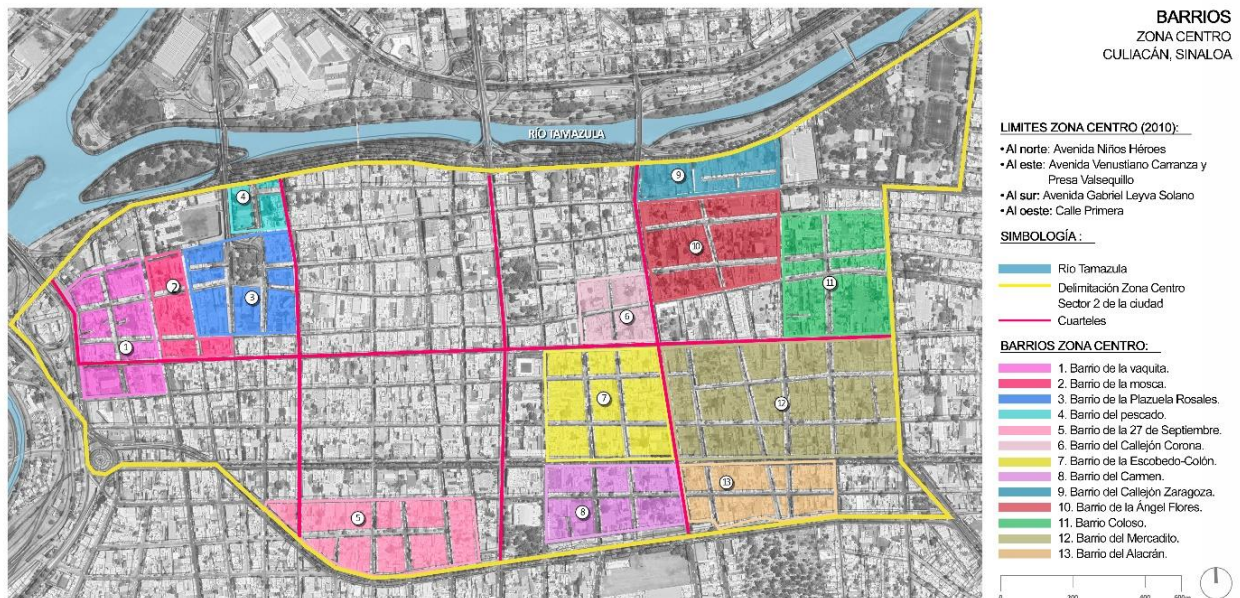 BARRIOS
ZONA CENTRO
CULIACÁN, SINALOA
RÍO TAMAZULA
LIMITES ZONA CENTRO (2010):
• Al norte: Avenida Niños Héroes
• Al este: Avenida Venustiano Carranza y
Presa Valsequillo
• Al sur: Avenida Gabriel Leyva Solano
• Al oeste: Calle Primera
SIMBOLOGÍA :
Río Tamazula
Delimitación Zona Centro
Sector 2 de la ciudad
Cuarteles
BARRIOS ZONA CENTRO:
1. Barrio de la vaquita.
2. Barrio de la mosca.
3. Barrio de la Plazuela Rosales.
4. Barrio del pescado.
5. Barrio de la 27 de Septiembre.
6. Barrio del Callejón Corona.
7. Barrio de la Escobedo-Colón.
8. Barrio del Carmen.
9. Barrio del Callejón Zaragoza.
10. Barrio de la Ángel Flores.
11. Barrio Coloso.
12. Barrio del Mercadito.
13. Barrio del Alacrán.
4
9
10
2
3
11
6
1
7
12
13
8
5
0 200 400 600m